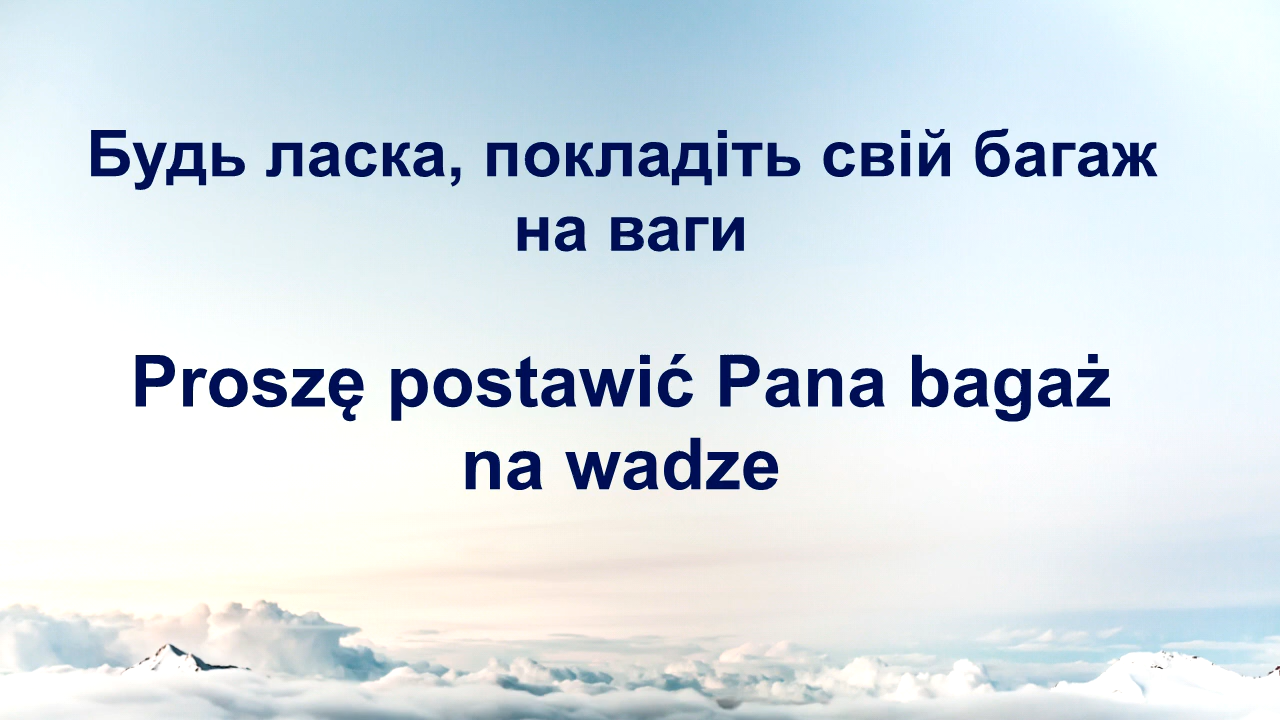 Будь ласка, покладіть свій багаж
на ваги
Proszę postawić Pana bagaż
na wadze